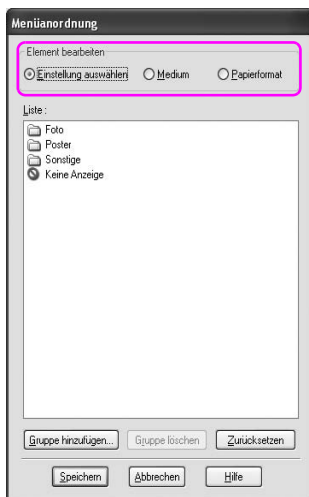 Menüanordnung
Element bearbeiten
Einstellung auswählen Medium Papierformat
Liste :
Foto
Poster
Sonstige
Keine Anzeige
Gruppe hinzufügen... Gruppe löschen Zurücksetzen
Speichern Abbrechen Hilfe